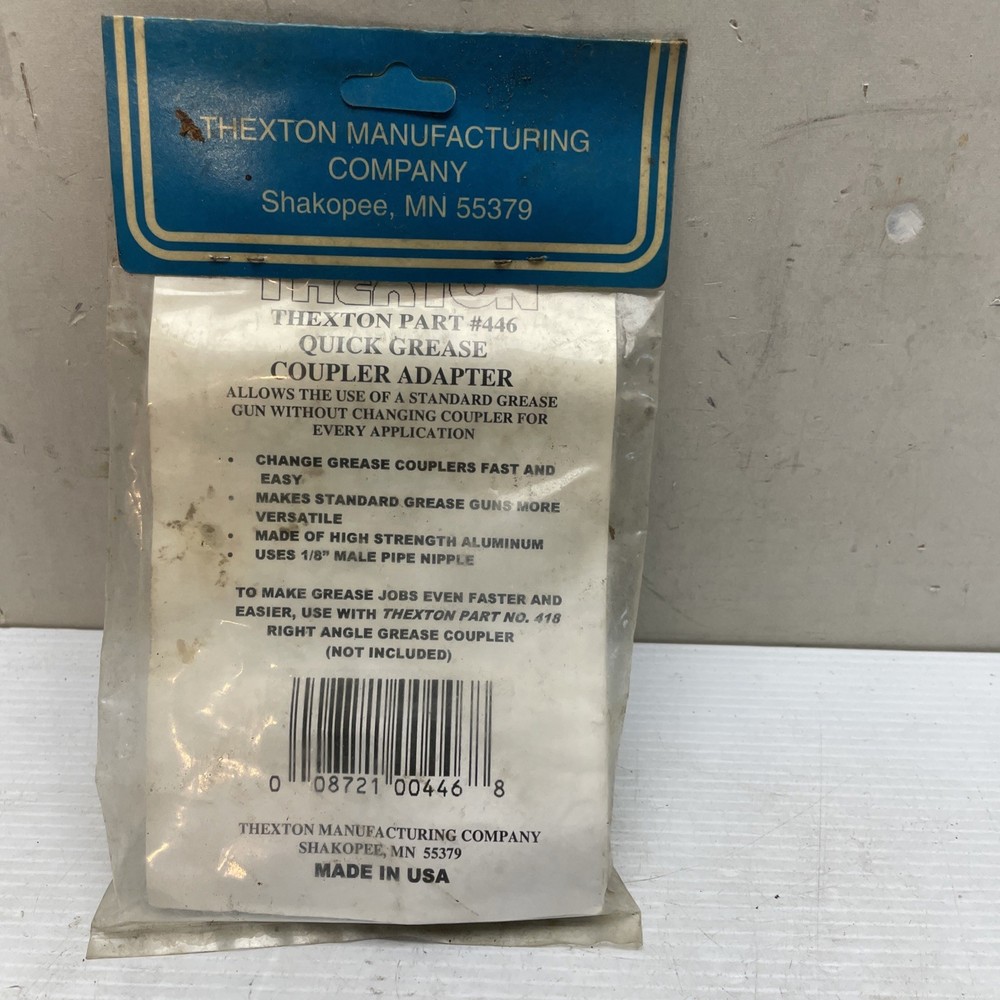 THEXTON MANUFACTURING
COMPANY
Shakopee, MN 55379
THEXTON
THEXTON PART #446
QUICK GREASE
COUPLER ADAPTER
ALLOWS THE USE OF A STANDARD GREASE
GUN WITHOUT CHANGING COUPLER FOR
EVERY APPLICATION
• CHANGE GREASE COUPLERS FAST AND
EASY
• MAKES STANDARD GREASE GUNS MORE
VERSATILE
• MADE OF HIGH STRENGTH ALUMINUM
• USES 1/8" MALE PIPE NIPPLE
TO MAKE GREASE JOBS EVEN FASTER AND
EASIER, USE WITH THEXTON PART NO. 418
RIGHT ANGLE GREASE COUPLER
(NOT INCLUDED)
0 08721 00446 8
THEXTON MANUFACTURING COMPANY
SHAKOPEE, MN 55379
MADE IN USA